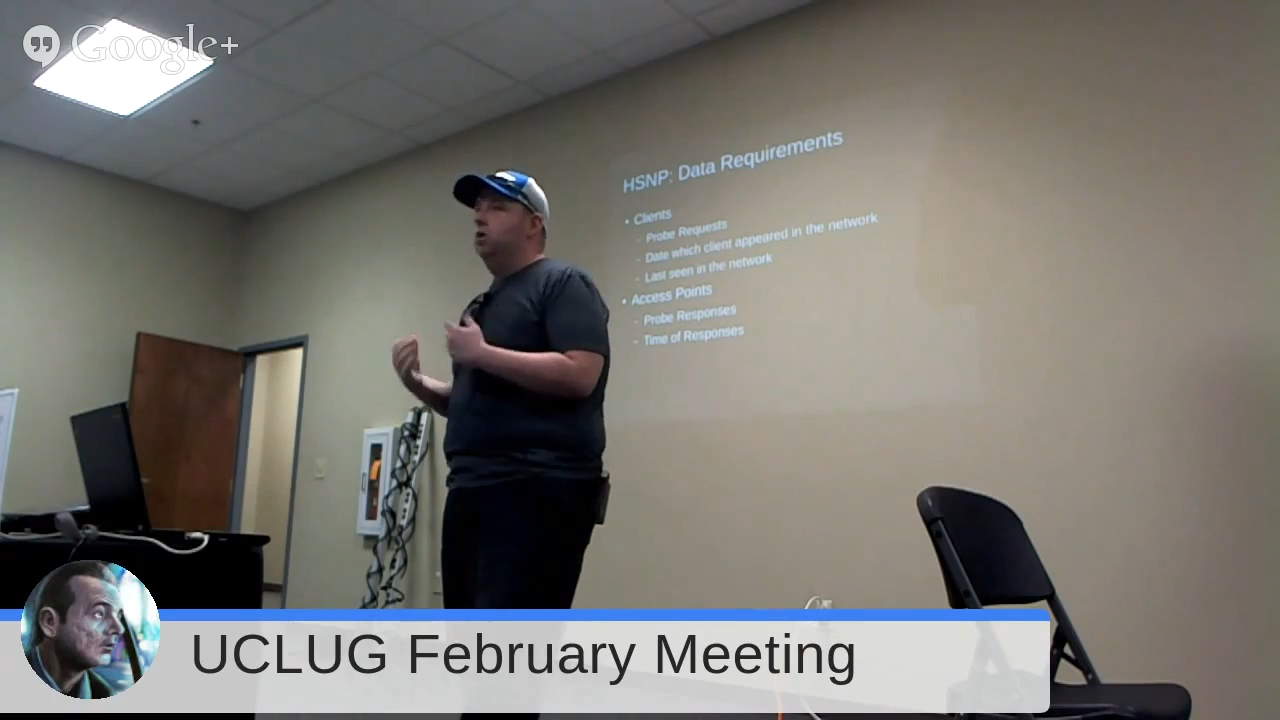 Google+
HSNP: Data Requirements
• Clients
- Probe Requests
- Date which client appeared in the network
- Last seen in the network
• Access Points
- Probe Responses
- Time of Responses
UCLUG February Meeting